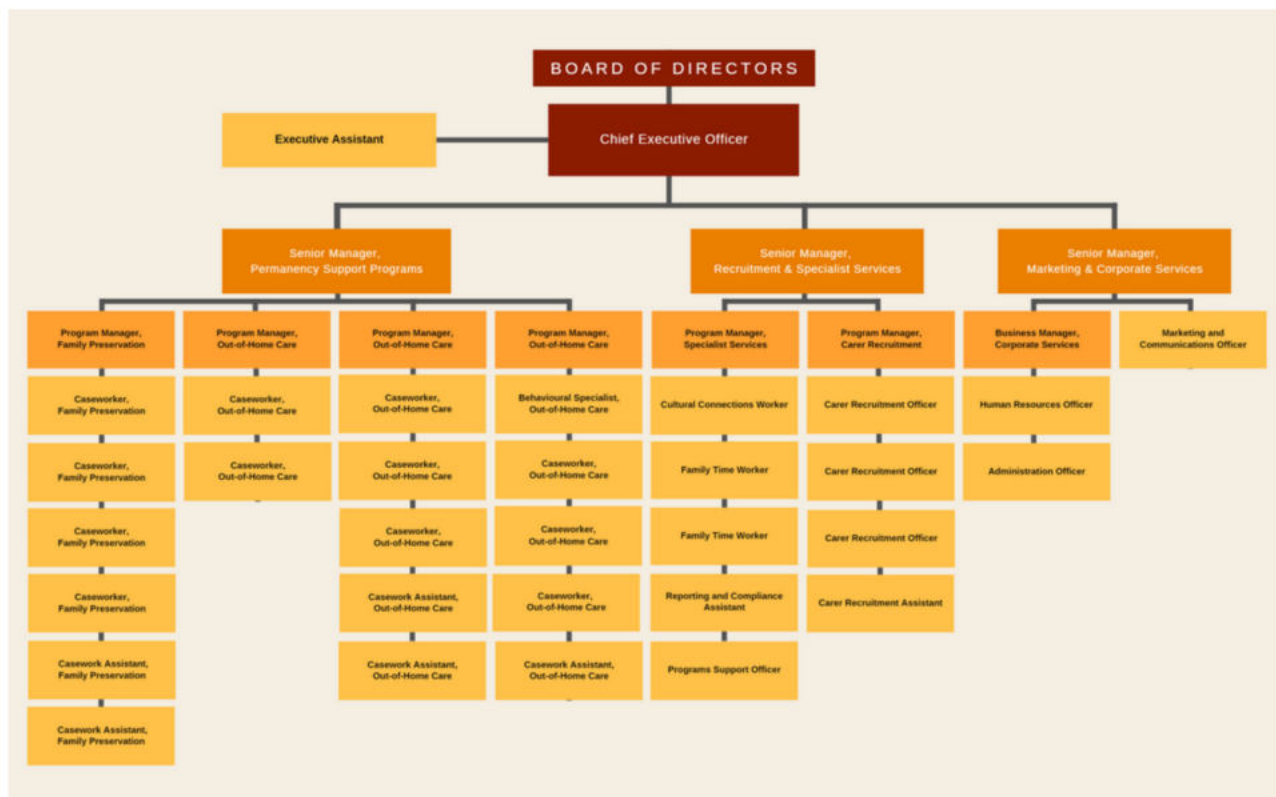 BOARD OF DIRECTORS
Executive Assistant
Chief Executive Officer
Senior Manager,
Permanency Support Programs
Senior Manager,
Recruitment & Specialist Services
Senior Manager,
Marketing & Corporate Services
Program Manager,
Family Preservation
Program Manager,
Out-of-Home Care
Program Manager,
Out-of-Home Care
Program Manager,
Out-of-Home Care
Program Manager,
Specialist Services
Program Manager,
Carer Recruitment
Business Manager,
Corporate Services
Marketing and
Communications Officer
Caseworker,
Family Preservation
Caseworker,
Out-of-Home Care
Caseworker,
Out-of-Home Care
Behavioural Specialist,
Out-of-Home Care
Cultural Connections Worker
Carer Recruitment Officer
Human Resources Officer
Caseworker,
Family Preservation
Caseworker,
Out-of-Home Care
Caseworker,
Out-of-Home Care
Caseworker,
Out-of-Home Care
Family Time Worker
Carer Recruitment Officer
Administration Officer
Caseworker,
Family Preservation
Caseworker,
Out-of-Home Care
Caseworker,
Out-of-Home Care
Family Time Worker
Carer Recruitment Officer
Caseworker,
Family Preservation
Casework Assistant,
Out-of-Home Care
Caseworker,
Out-of-Home Care
Reporting and Compliance
Assistant
Carer Recruitment Assistant
Casework Assistant,
Family Preservation
Casework Assistant,
Out-of-Home Care
Casework Assistant,
Out-of-Home Care
Programs Support Officer
Casework Assistant,
Family Preservation